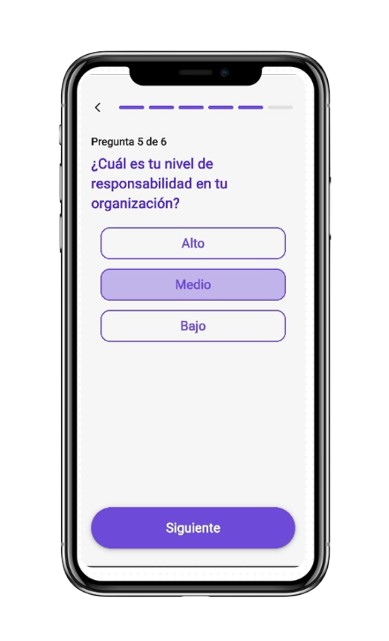 Pregunta 5 de 6
¿Cuál es tu nivel de
responsabilidad en tu
organización?
Alto
Medio
Bajo
Siguiente